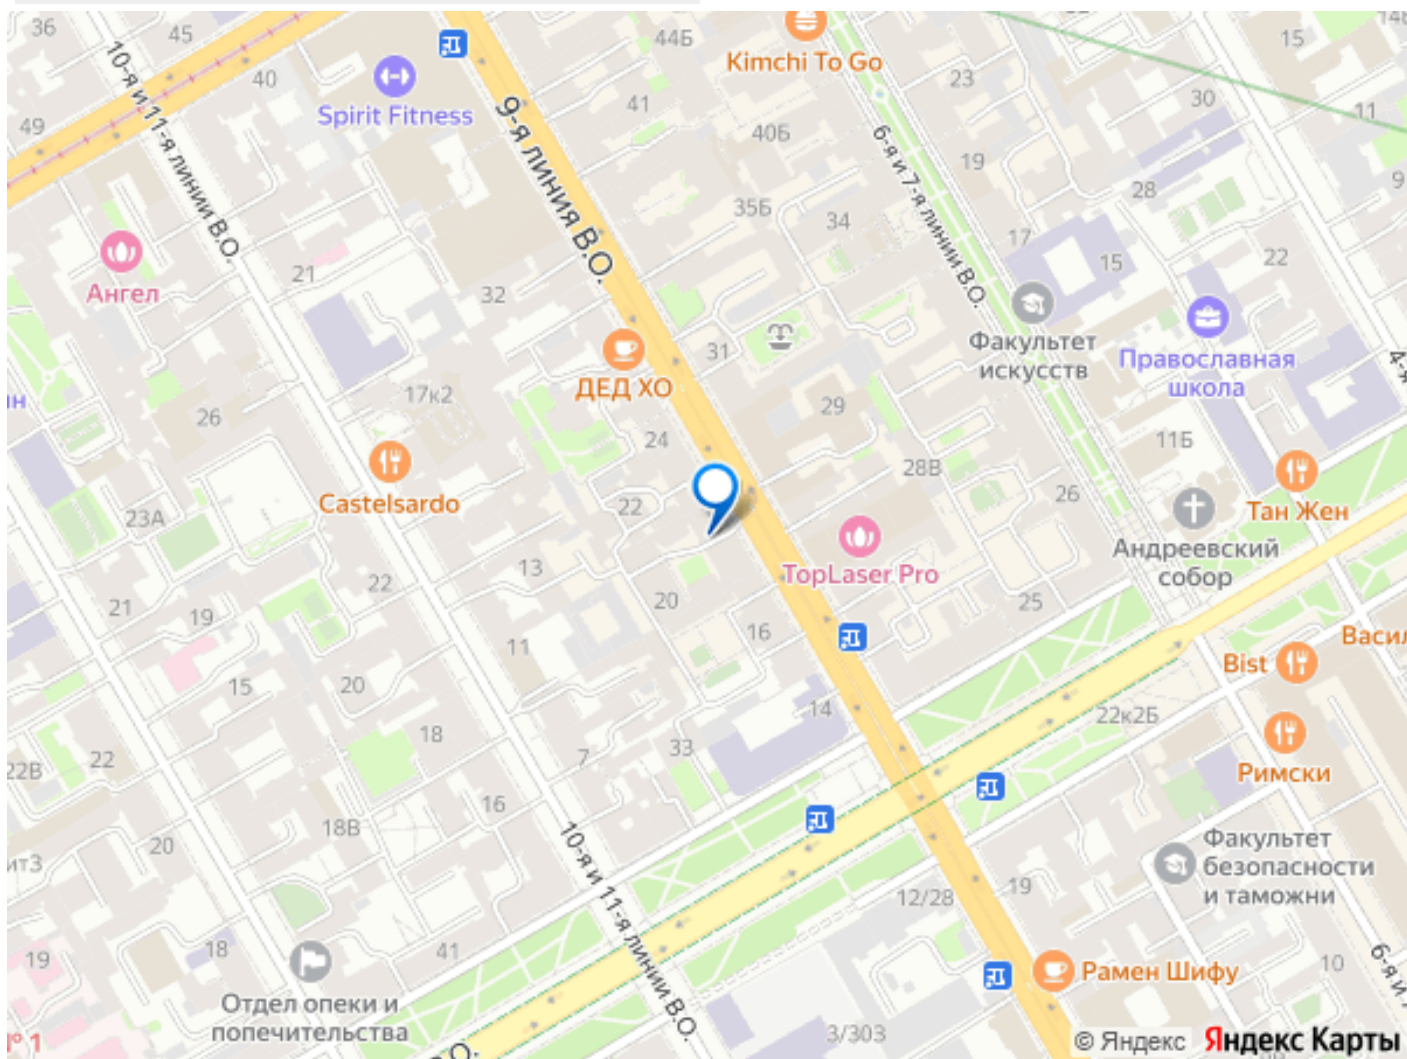 36
45
40
44Б
Kimchi To Go
15
23
30
11
49
Spirit Fitness
9-я линия В.О.
41
40Б
6-я и 7-я линии В.О.
19
28
9
10-я и 11-я линии В.О.
35Б
34
17
15
22
Ангел
21
32
Факультет
искусств
Православная
школа
4-я
31
ДЕД ХО
17к2
29
26
24
11Б
28В
26
Castelsardo
23А
22
Тан Жен
Андреевский
собор
TopLaser Pro
13
22
20
25
21
19
16
11
Васил
Bist
15
20
14
22к2Б
18
33
7
22В
22
Римски
16
18В
10-я и 11-я линии В.О.
20
Факультет
безопасности
и таможни
19
12/28
18
41
19
Рамен Шифу
10
6-я и
Отдел опеки и
попечительства
№ 1
3/303
В.О.
© Яндекс Яндекс Карты